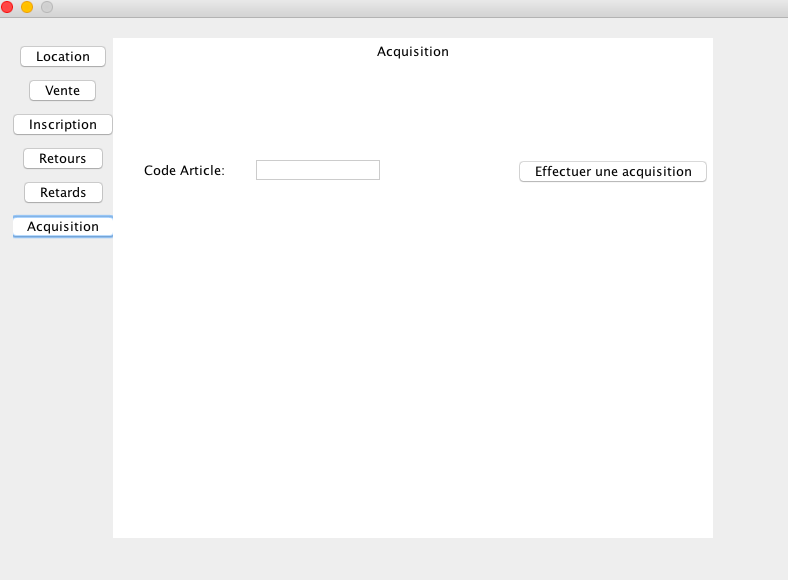 Location
Vente
Inscription
Retours
Retards
Acquisition
Acquisition
Code Article:
Effectuer une acquisition